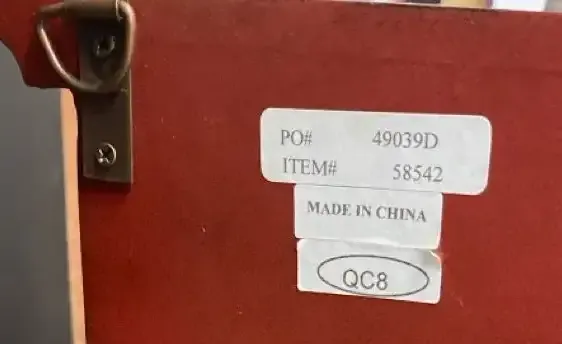 PO# 49039D
ITEM# 58542
MADE IN CHINA
QC8